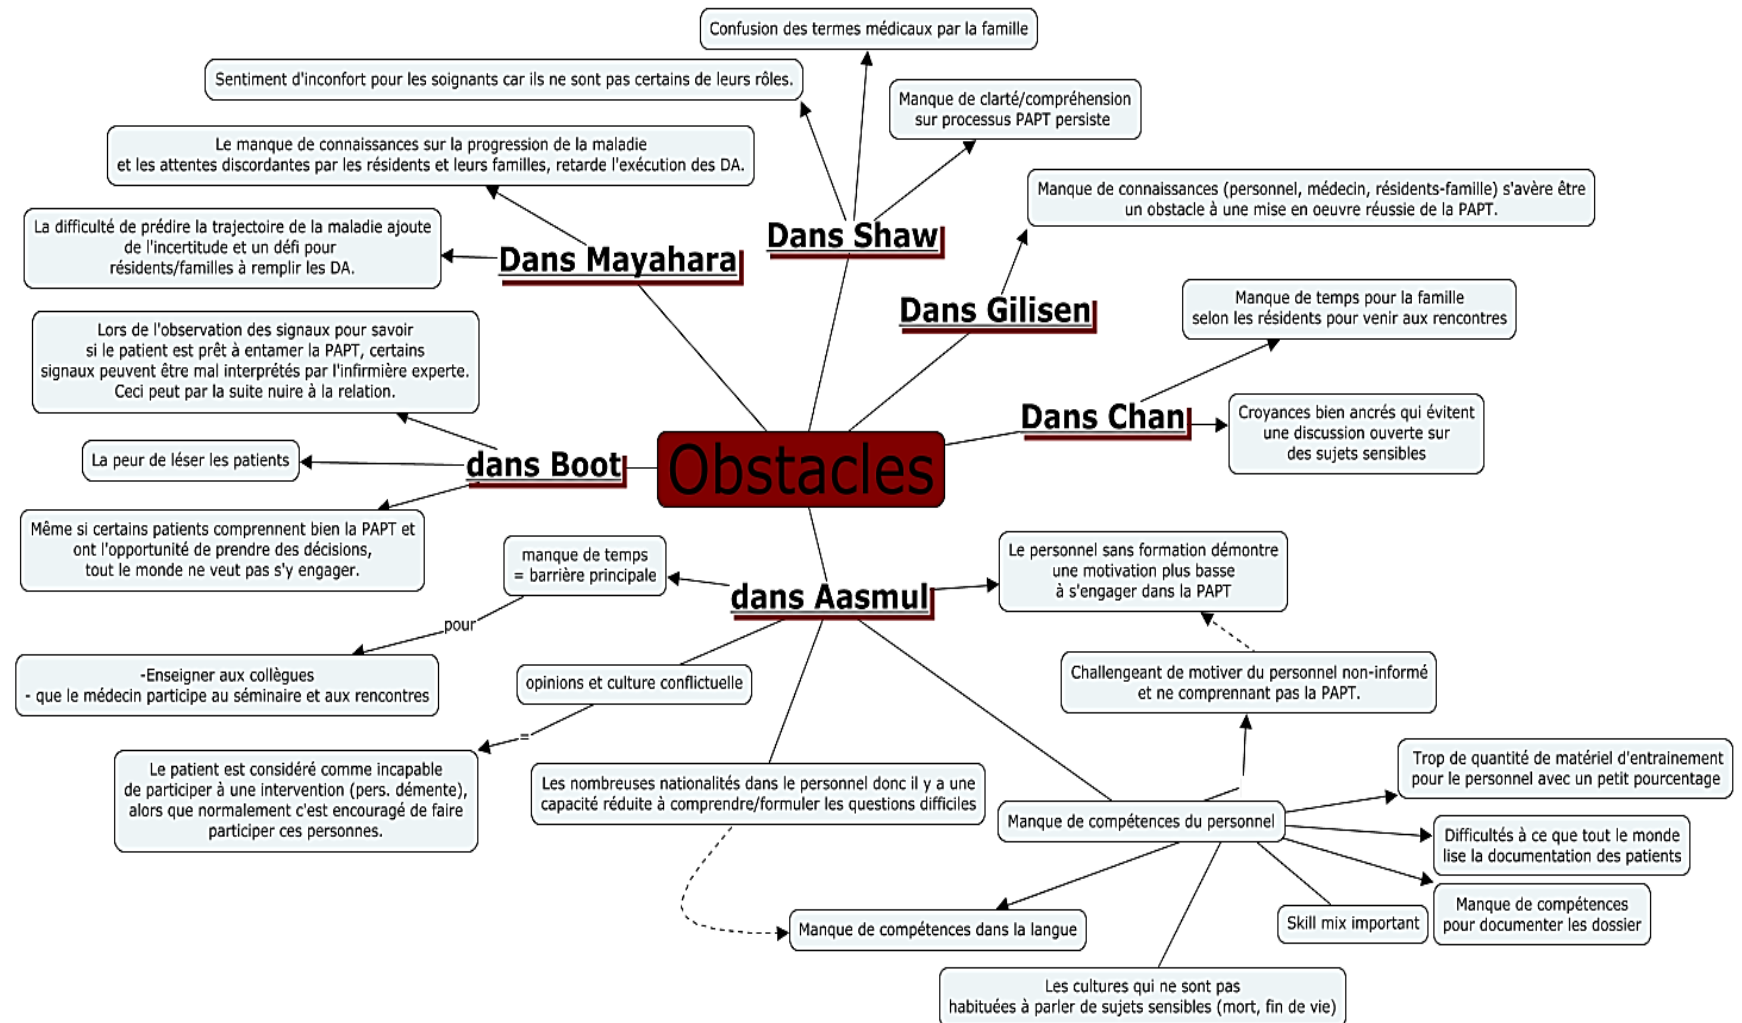 Confusion des termes médicaux par la famille
Sentiment d'inconfort pour les soignants car ils ne sont pas certains de leurs rôles.
Manque de clarté/compréhension
sur processus PAPT persiste
Le manque de connaissances sur la progression de la maladie
et les attentes discordantes par les résidents et leurs familles, retarde l'exécution des DA.
Manque de connaissances (personnel, médecin, résidents-famille) s'avère être
un obstacle à une mise en oeuvre réussie de la PAPT.
La difficulté de prédire la trajectoire de la maladie ajoute
de l'incertitude et un défi pour
résidents/familles à remplir les DA.
Dans Mayahara
Dans Shaw
Dans Gilisen
Manque de temps pour la famille
selon les résidents pour venir aux rencontres
Lors de l'observation des signaux pour savoir
si le patient est prêt à entamer la PAPT, certains
signaux peuvent être mal interprétés par l'infirmière experte.
Ceci peut par la suite nuire à la relation.
Dans Chan
Croyances bien ancrés qui évitent
une discussion ouverte sur
des sujets sensibles
La peur de léser les patients
dans Boot
Obstacles
Même si certains patients comprennent bien la PAPT et
ont l'opportunité de prendre des décisions,
tout le monde ne veut pas s'y engager.
manque de temps
= barrière principale
dans Aasmul
Le personnel sans formation démontre
une motivation plus basse
à s'engager dans la PAPT
pour
-Enseigner aux collègues
- que le médecin participe au séminaire et aux rencontres
opinions et culture conflictuelle
Challengeant de motiver du personnel non-informé
et ne comprennant pas la PAPT.
=
Le patient est considéré comme incapable
de participer à une intervention (pers. démente),
alors que normalement c'est encouragé de faire
participer ces personnes.
Les nombreuses nationalités dans le personnel donc il y a une
capacité réduite à comprendre/formuler les questions difficiles
Trop de quantité de matériel d'entrainement
pour le personnel avec un petit pourcentage
Manque de compétences du personnel
Difficultés à ce que tout le monde
lise la documentation des patients
Manque de compétences
pour documenter les dossier
Skill mix important
Manque de compétences dans la langue
Les cultures qui ne sont pas
habituées à parler de sujets sensibles (mort, fin de vie)